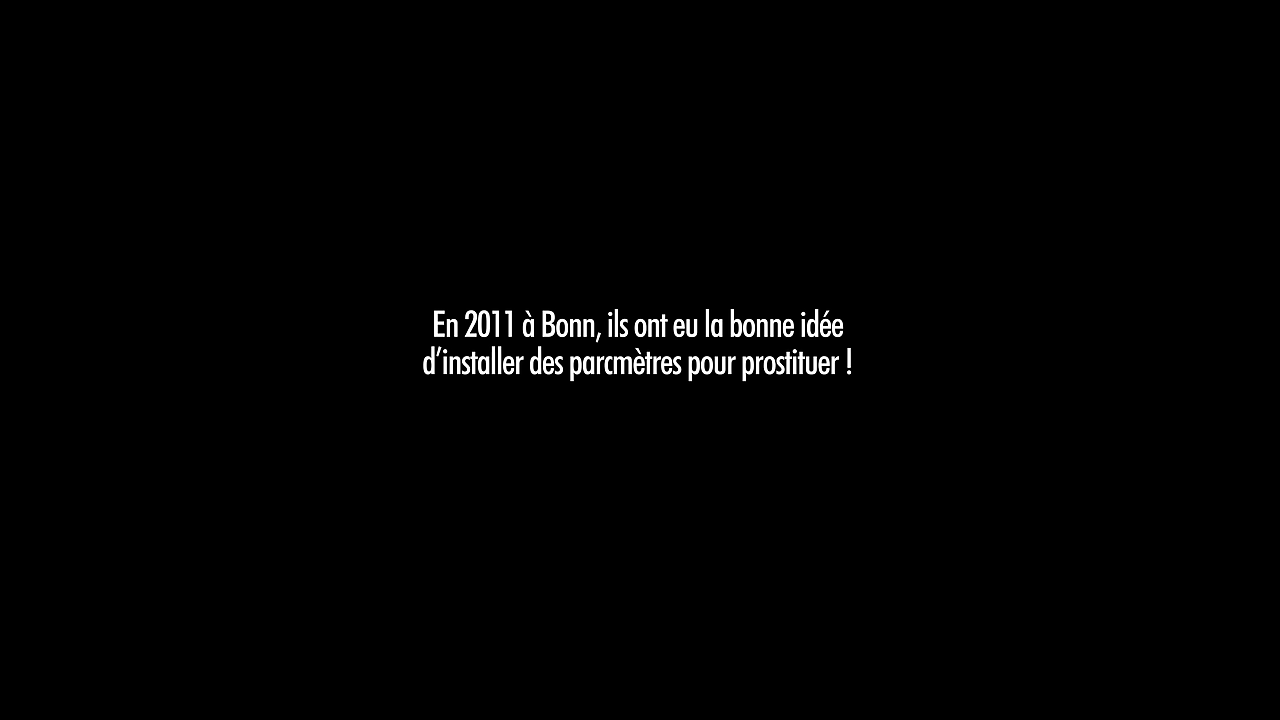 En 2011 à Bonn, ils ont eu la bonne idée
d’installer des parcmètres pour prostituer !